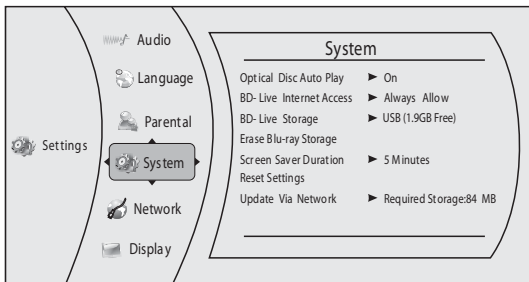 Settings
Audio
Language
Parental
System
Network
Display
System
Optical Disc Auto Play ► On
BD- Live Internet Access ► Always Allow
BD- Live Storage ► USB (1.9GB Free)
Erase Blu-ray Storage
Screen Saver Duration ► 5 Minutes
Reset Settings
Update Via Network ► Required Storage:84 MB